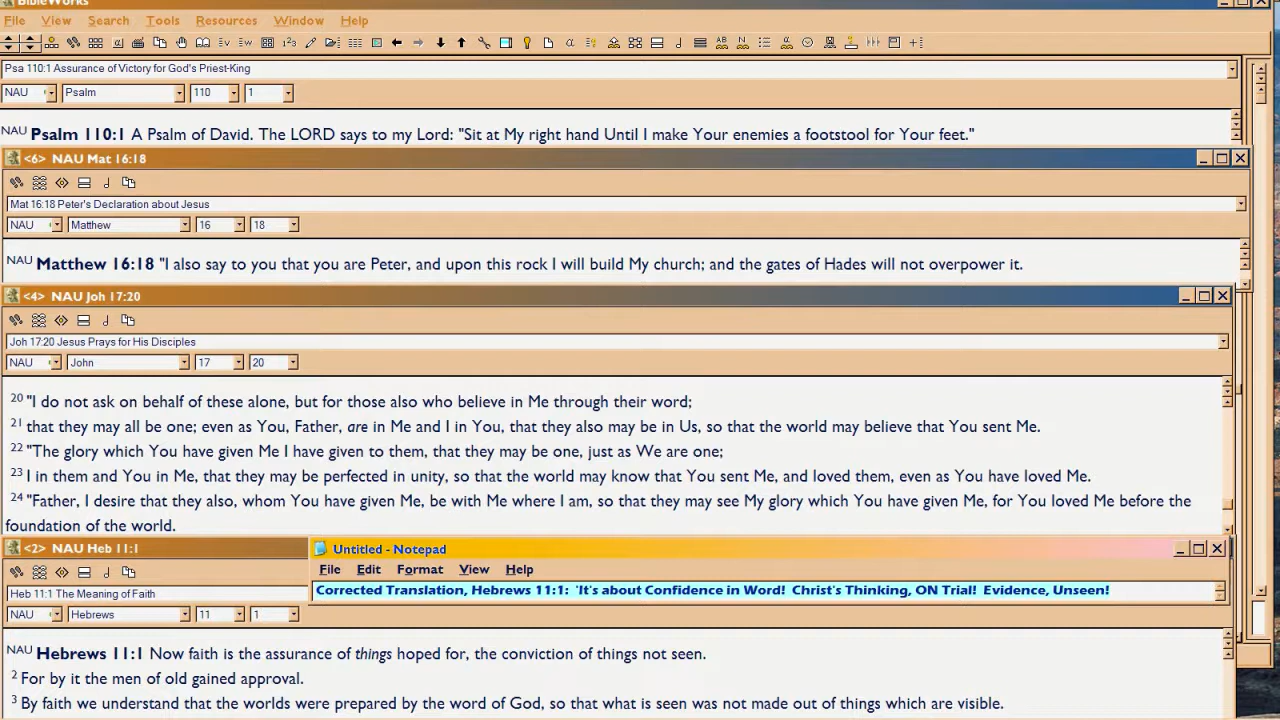 BibleWorks
File View Search Tools Resources Window Help
Psa 110:1 Assurance of Victory for God's Priest-King
NAU Psalm 110 1
NAU Psalm 110:1 A Psalm of David. The LORD says to my Lord: "Sit at My right hand Until I make Your enemies a footstool for Your feet."
<6> NAU Mat 16:18
Mat 16:18 Peter's Declaration about Jesus
NAU Matthew 16 18
NAU Matthew 16:18 "I also say to you that you are Peter, and upon this rock I will build My church; and the gates of Hades will not overpower it.
<4> NAU Joh 17:20
Joh 17:20 Jesus Prays for His Disciples
NAU John 17 20
20 "I do not ask on behalf of these alone, but for those also who believe in Me through their word;
21 that they may all be one; even as You, Father, are in Me and I in You, that they also may be in Us, so that the world may believe that You sent Me.
22 "The glory which You have given Me I have given to them, that they may be one, just as We are one;
23 I in them and You in Me, that they may be perfected in unity, so that the world may know that You sent Me, and loved them, even as You have loved Me.
24 "Father, I desire that they also, whom You have given Me, be with Me where I am, so that they may see My glory which You have given Me, for You loved Me before the
foundation of the world.
<2> NAU Heb 11:1
Untitled - Notepad
File Edit Format View Help
Corrected Translation, Hebrews 11:1: 'It's about Confidence in Word! Christ's Thinking, ON Trial! Evidence, Unseen!
Heb 11:1 The Meaning of Faith
NAU Hebrews 11 1
NAU Hebrews 11:1 Now faith is the assurance of things hoped for, the conviction of things not seen.
2 For by it the men of old gained approval.
3 By faith we understand that the worlds were prepared by the word of God, so that what is seen was not made out of things which are visible.